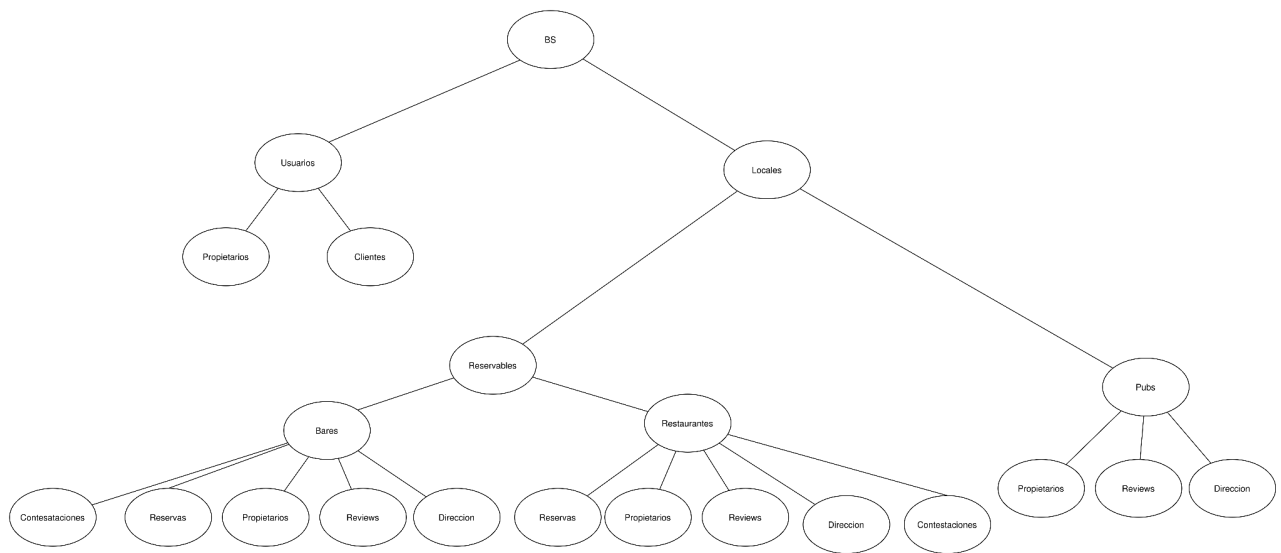 BS
Usuarios
Locales
Propietarios
Clientes
Reservables
Pubs
Bares
Restaurantes
Contesataciones
Reservas
Propietarios
Reviews
Direccion
Reservas
Propietarios
Reviews
Direccion
Contestaciones
Propietarios
Reviews
Direccion